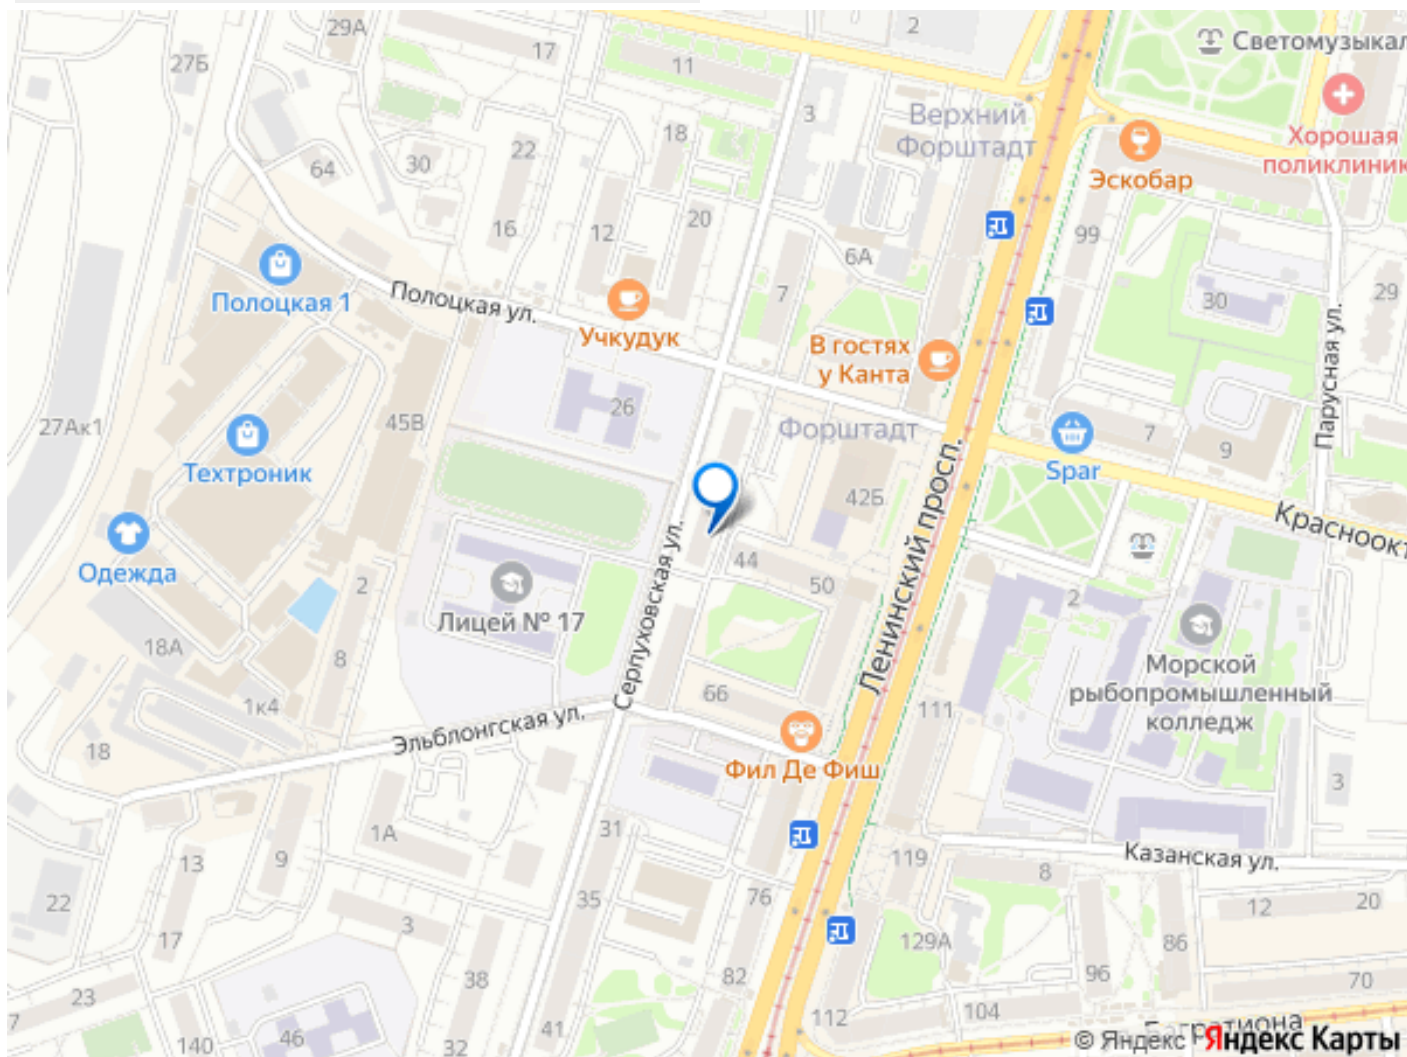 29А
17
2
Светомузыкал
27Б
11
3
Верхний
Форштадт
18
Хорошая
поликлиник
22
30
64
Эскобар
16
12
20
99
6А
Полоцкая 1
Полоцкая ул.
7
30
29
Учкудук
В гостях
у Канта
Парусная ул.
26
27Ак1
45В
Форштадт
7
9
Техтроник
Spar
42Б
Ленинский просп.
Красноокт
Одежда
2
Серпуховская ул.
44
50
2
Лицей № 17
18А
8
Морской
рыбопромышленный
колледж
66
1к4
111
18
Эльблонгская ул.
Фил Де Фиш
3
1А
31
13
9
119
Казанская ул.
8
22
35
76
12
20
17
3
129А
86
38
82
96
70
23
104
7
41
112
46
140
32
Багратиона
© Яндекс Яндекс Карты